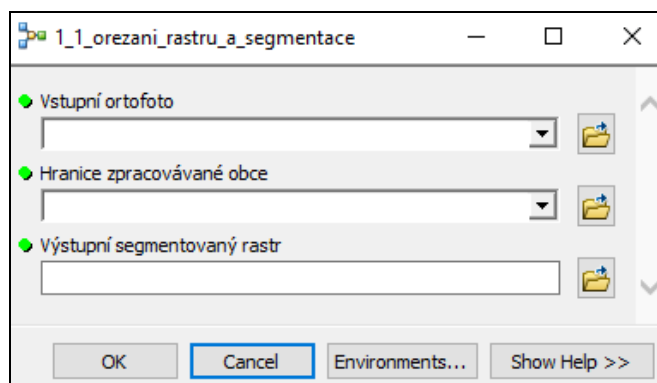 1_1_orezani_rastru_a_segmentace
Vstupní ortofoto
Hranice zpracovávané obce
Výstupní segmentovaný rastr
OK Cancel Environments... Show Help >>